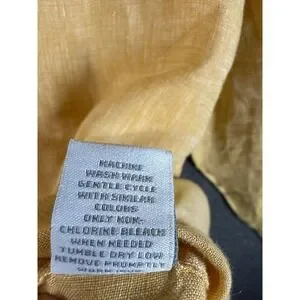 MACHINE
WASH WARM
GENTLE CYCLE
WITH SIMILAR
COLORS
ONLY NON-
CHLORINE BLEACH
WHEN NEEDED
TUMBLE DRY LOW
REMOVE PROMPTLY